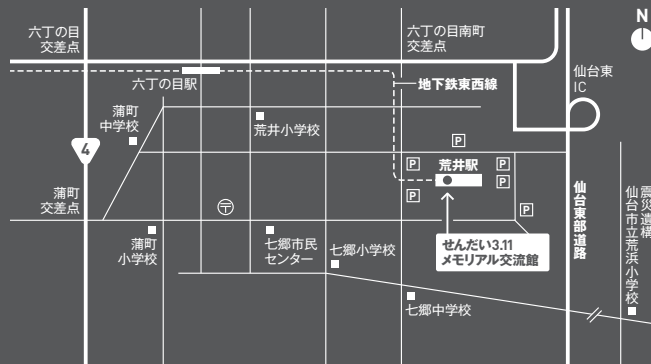 六丁の目
交差点
六丁の目南町
交差点
N
六丁の目駅
地下鉄東西線
仙台東
IC
蒲町
中学校
荒井小学校
4
P
P
荒井駅
P
P
P
P
蒲町
交差点
〒
蒲町
小学校
七郷市民
センター
七郷小学校
せんだい3.11
メモリアル交流館
七郷中学校
仙台東部道路
震災遺構
仙台市立荒浜小学校